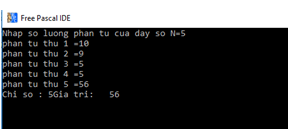 Free Pascal IDE
Nhap so luong phan tu cua day so N=5
phan tu thu 1 =10
phan tu thu 2 =9
phan tu thu 3 =5
phan tu thu 4 =5
phan tu thu 5 =56
Chi so : 5Gia tri:   56